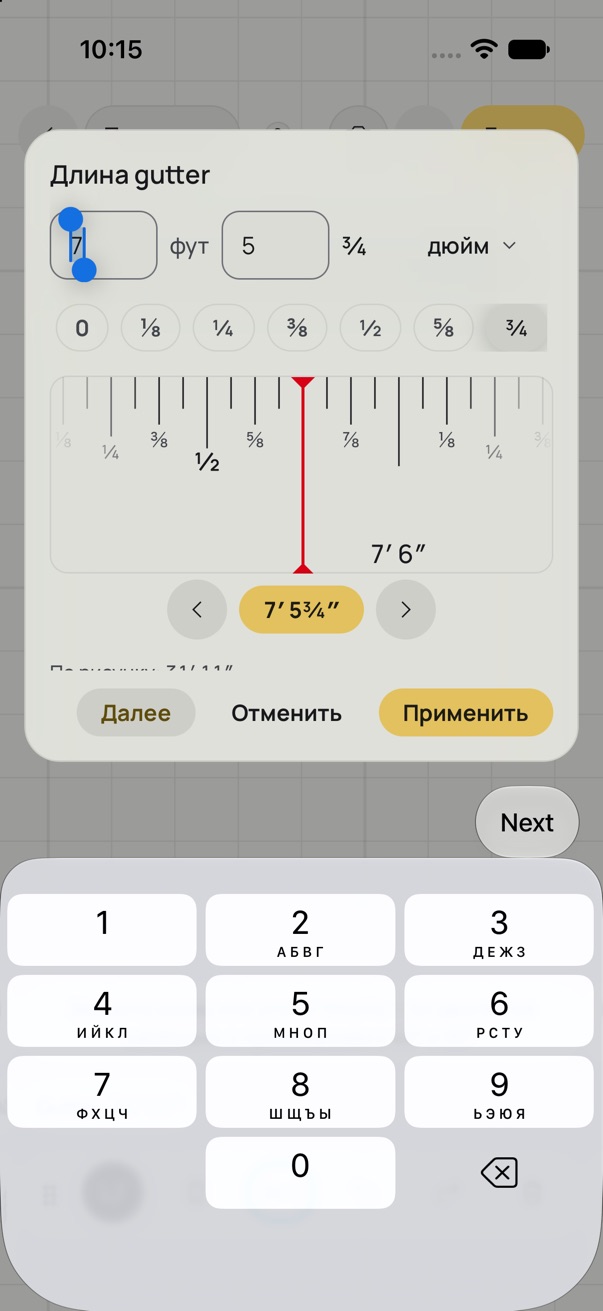 10:15
Длина gutter
7 фут 5 ¾ дюйм
0 ⅛ ¼ ⅜ ½ ⅝ ¾
⅛ ¼ ⅜ ½ ⅝ ⅞ ⅛ ¼ ⅜
7′ 6″
7′ 5¾″
Далее Отменить Применить
Next
1 2 3
АБВГ ДЕЖЗ
4 5 6
ИЙКЛ МНОП РСТУ
7 8 9
ФХЦЧ ШЩЪЫ ЬЭЮЯ
0